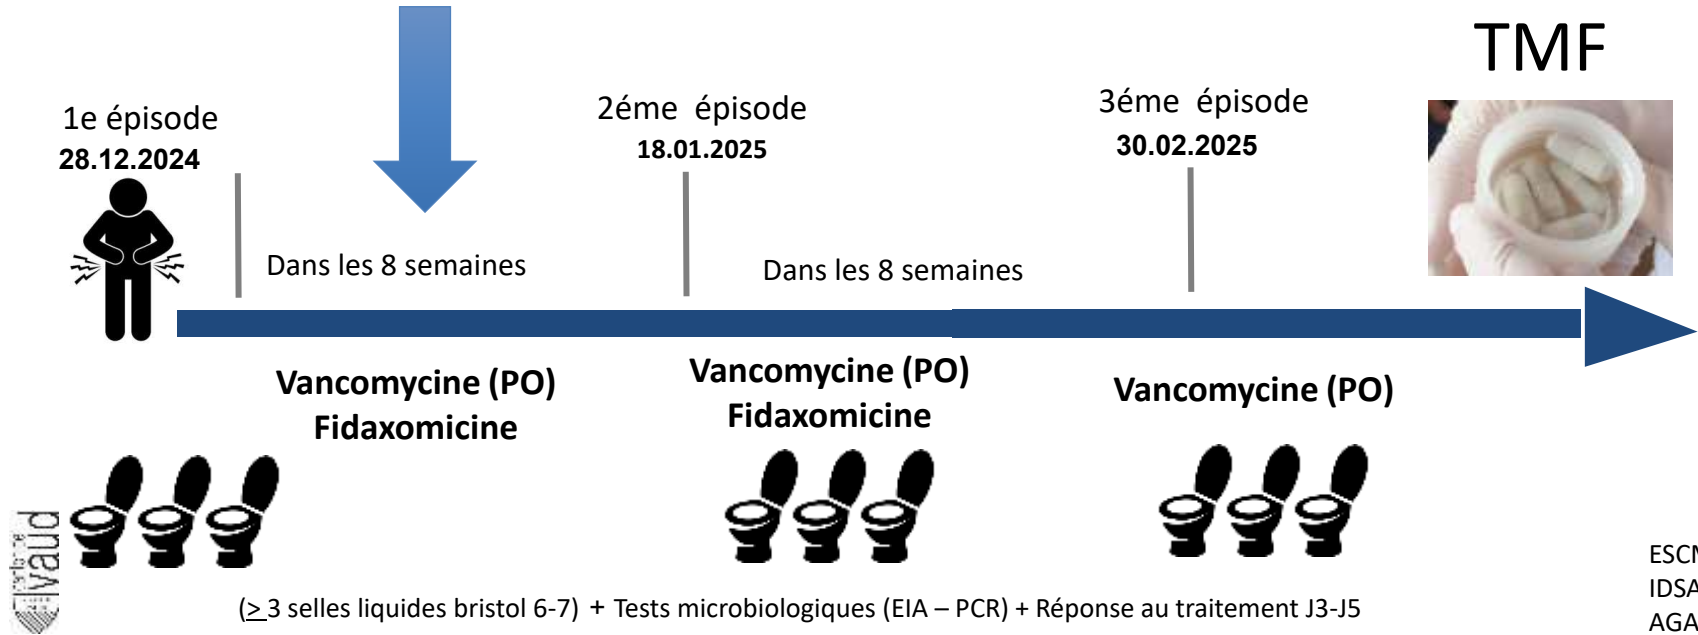 TMF
1e épisode
28.12.2024
2éme épisode
18.01.2025
3éme épisode
30.02.2025
Dans les 8 semaines
Dans les 8 semaines
Vancomycine (PO)
Fidaxomicine
Vancomycine (PO)
Fidaxomicine
Vancomycine (PO)
vaud
(≥ 3 selles liquides bristol 6-7) + Tests microbiologiques (EIA – PCR) + Réponse au traitement J3-J5
IDSA
AGA